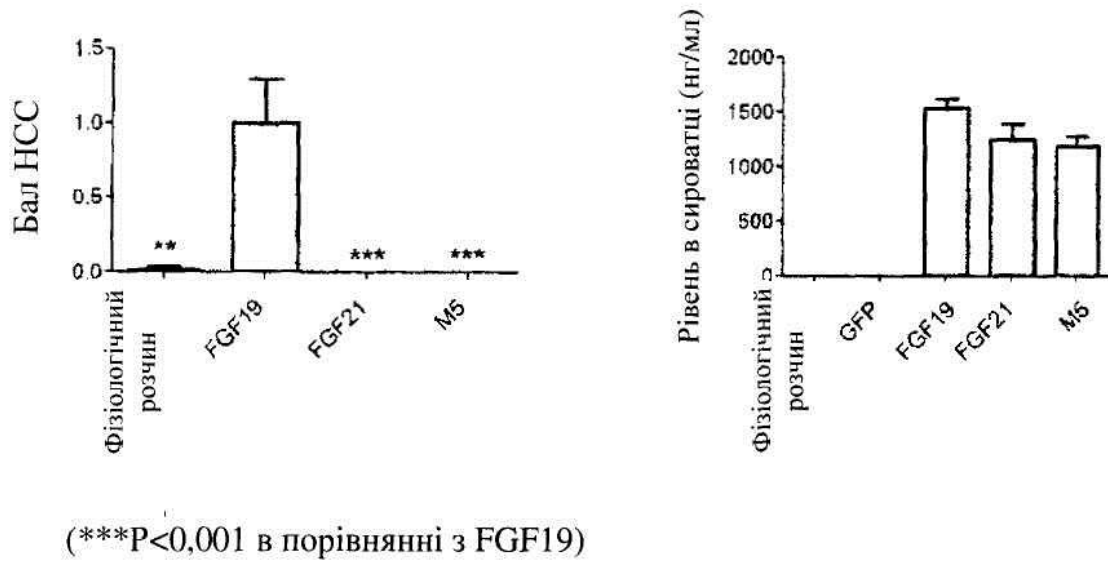 Бал HCC
1.5
1.0
0.5
0.0
**
***
***
Фізіологічний
розчин
FGF19
FGF21
M5
Рівень в сироватці (нг/мл)
2000
1500
1000
500
0
Фізіологічний
розчин
GFP
FGF19
FGF21
M5
(***P<0,001 в порівнянні з FGF19)